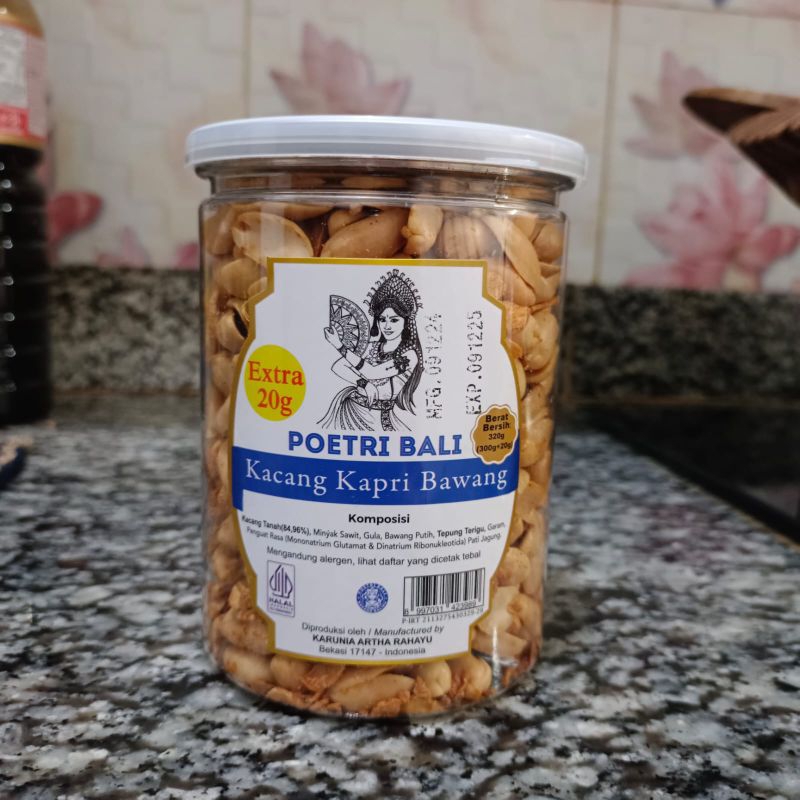 Extra
20g
MFG.091224
EXP.091225
Berat
Bersih:
320g
(300g+20g)
POETRI BALI
Kacang Kapri Bawang
Komposisi
Kacang Tanah(84,96%), Minyak Sawit, Gula, Bawang Putih, Tepung Terigu, Garam,
Penguat Rasa (Mononatrium Glutamat & Dinatrium Ribonukleotida) Pati Jagung.
Mengandung alergen, lihat daftar yang dicetak tebal
HALAL
INDONESIA
Diproduksi oleh / Manufactured by
KARUNIA ARTHA RAHAYU
Bekasi 17147 - Indonesia